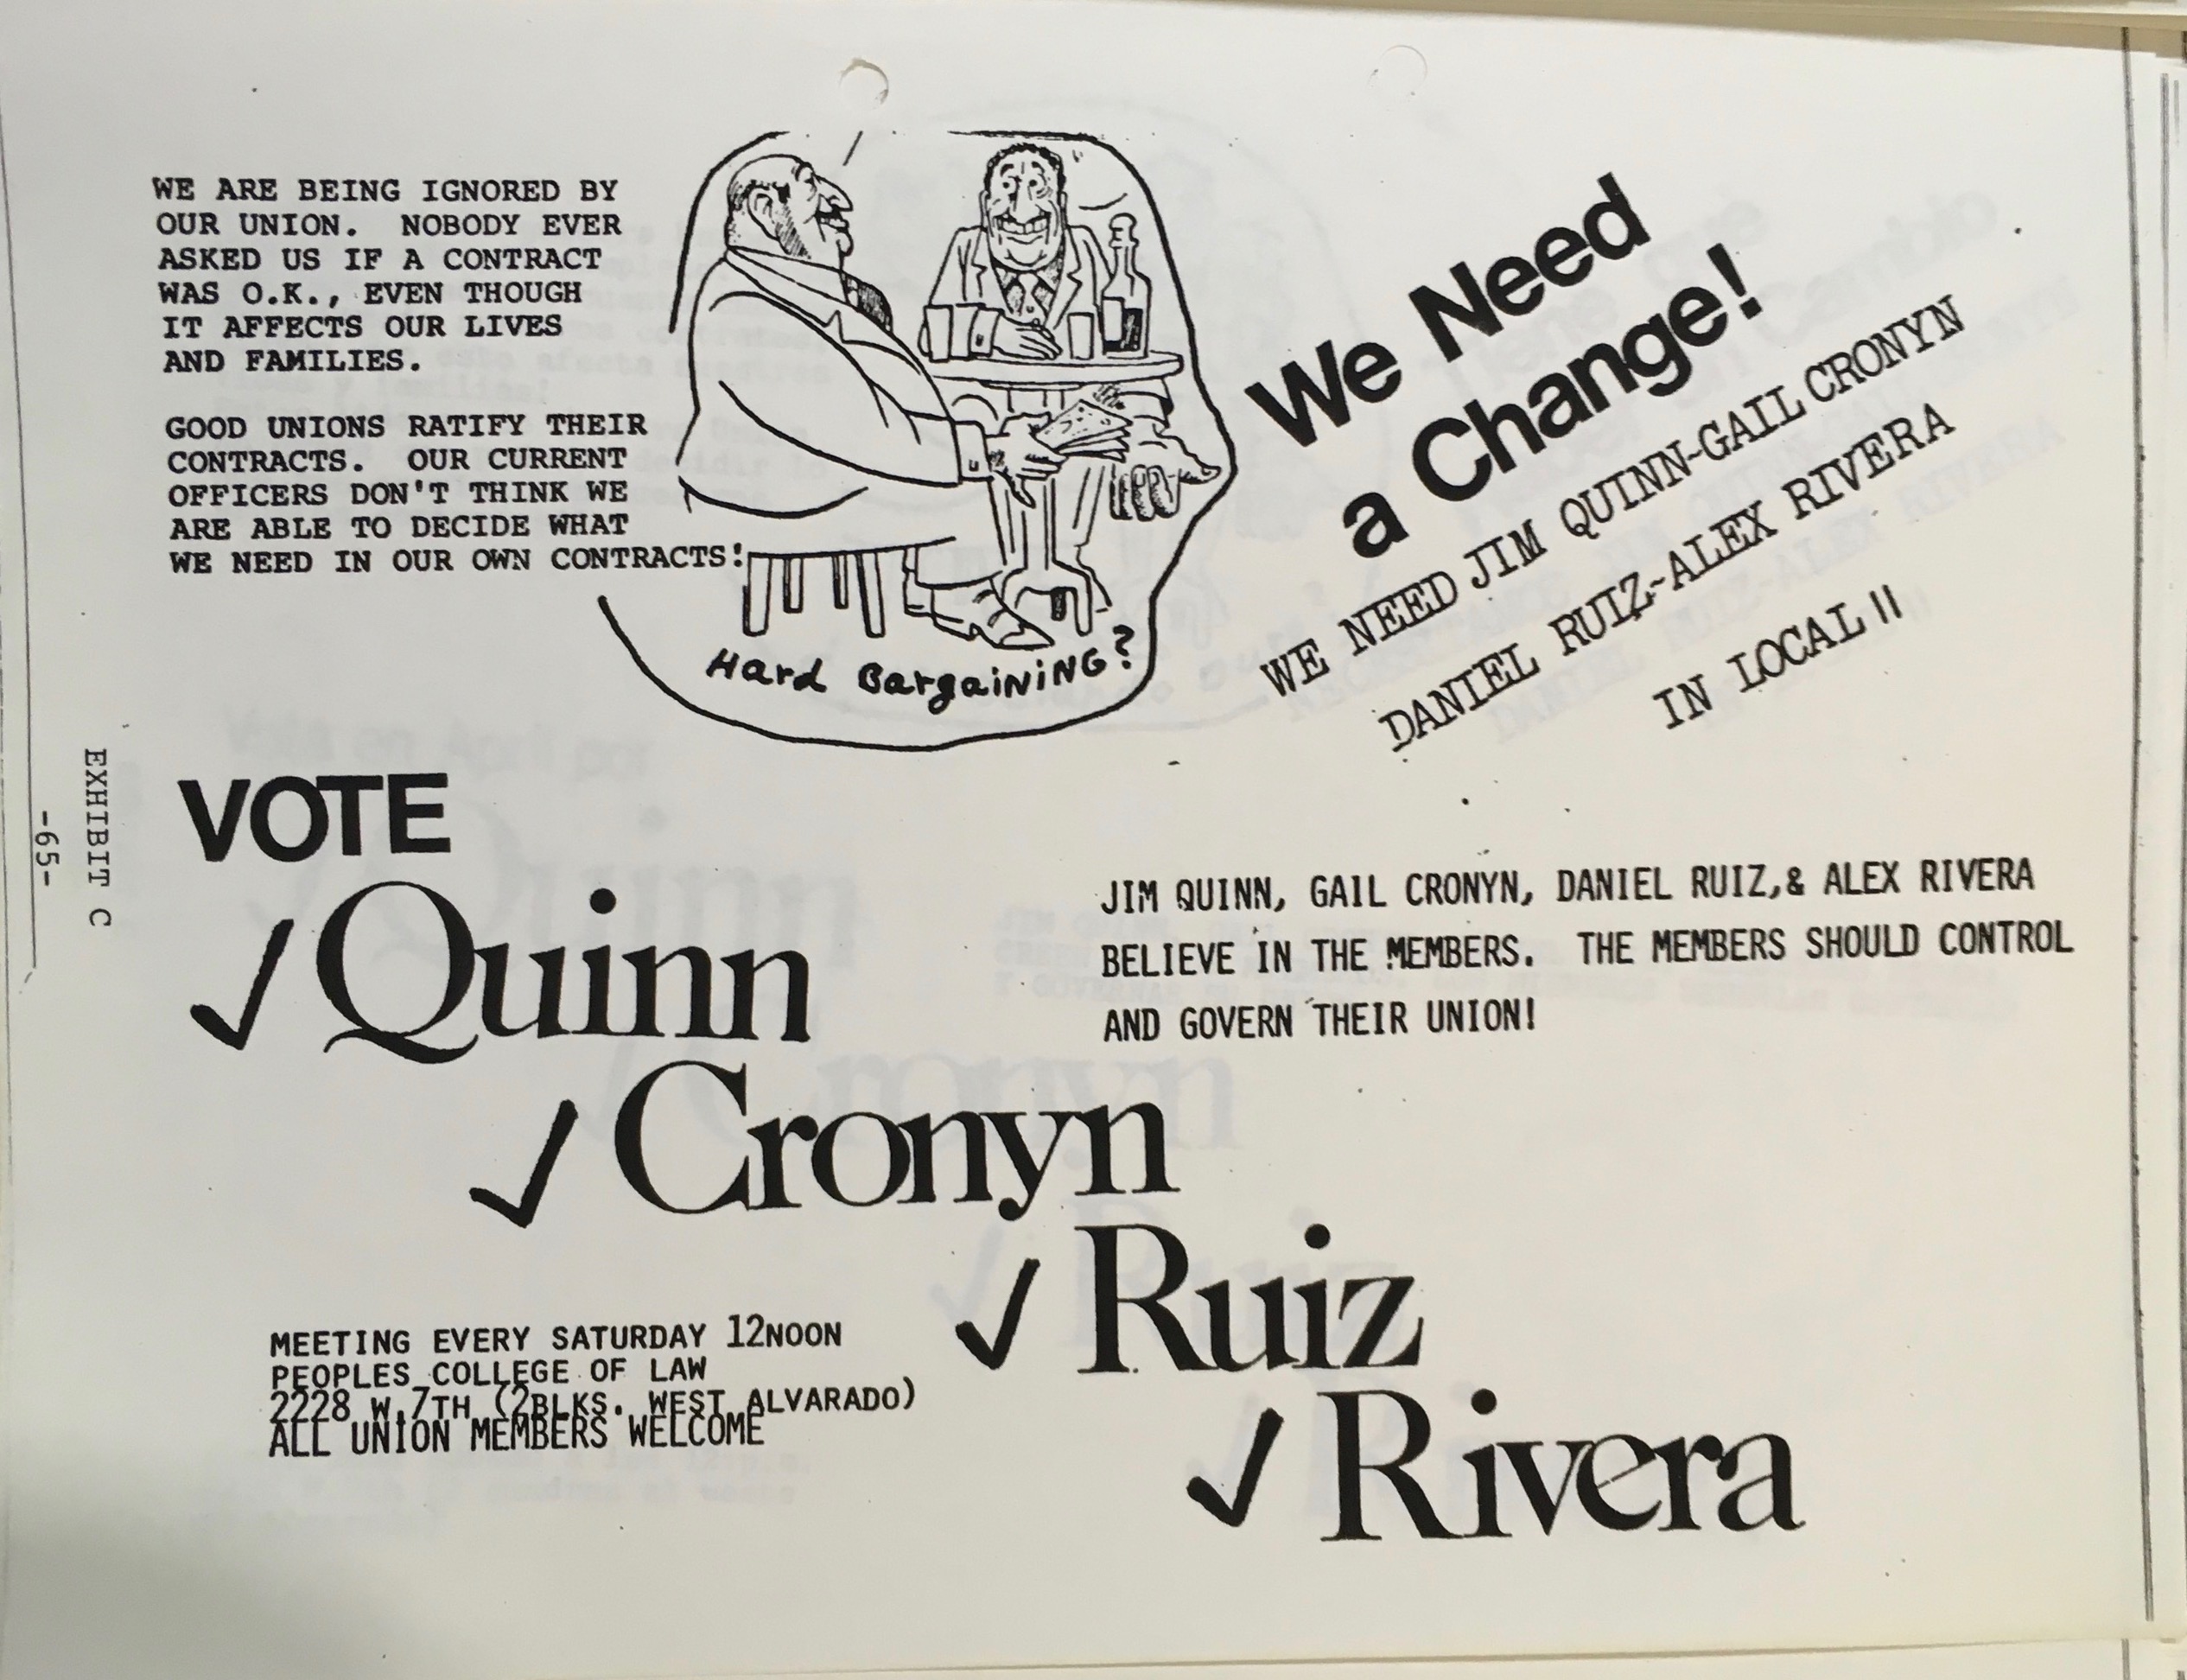 WE ARE BEING IGNORED BY
OUR UNION. NOBODY EVER
ASKED US IF A CONTRACT
WAS O.K., EVEN THOUGH
IT AFFECTS OUR LIVES
AND FAMILIES.
GOOD UNIONS RATIFY THEIR
CONTRACTS. OUR CURRENT
OFFICERS DON'T THINK WE
ARE ABLE TO DECIDE WHAT
WE NEED IN OUR OWN CONTRACTS!
Hard BargaiNiNG?
We Need
a Change!
WE NEED JIM QUINN-GAIL CRONYN
DANIEL RUIZ-ALEX RIVERA
IN LOCAL 11
EXHIBIT C
-65-
VOTE
✓ Quinn
✓ Cronyn
✓ Ruiz
✓ Rivera
JIM QUINN, GAIL CRONYN, DANIEL RUIZ,& ALEX RIVERA
BELIEVE IN THE MEMBERS. THE MEMBERS SHOULD CONTROL
AND GOVERN THEIR UNION!
MEETING EVERY SATURDAY 12NOON
PEOPLES COLLEGE OF LAW
2228 W.7TH (2BLKS. WEST ALVARADO)
ALL UNION MEMBERS WELCOME